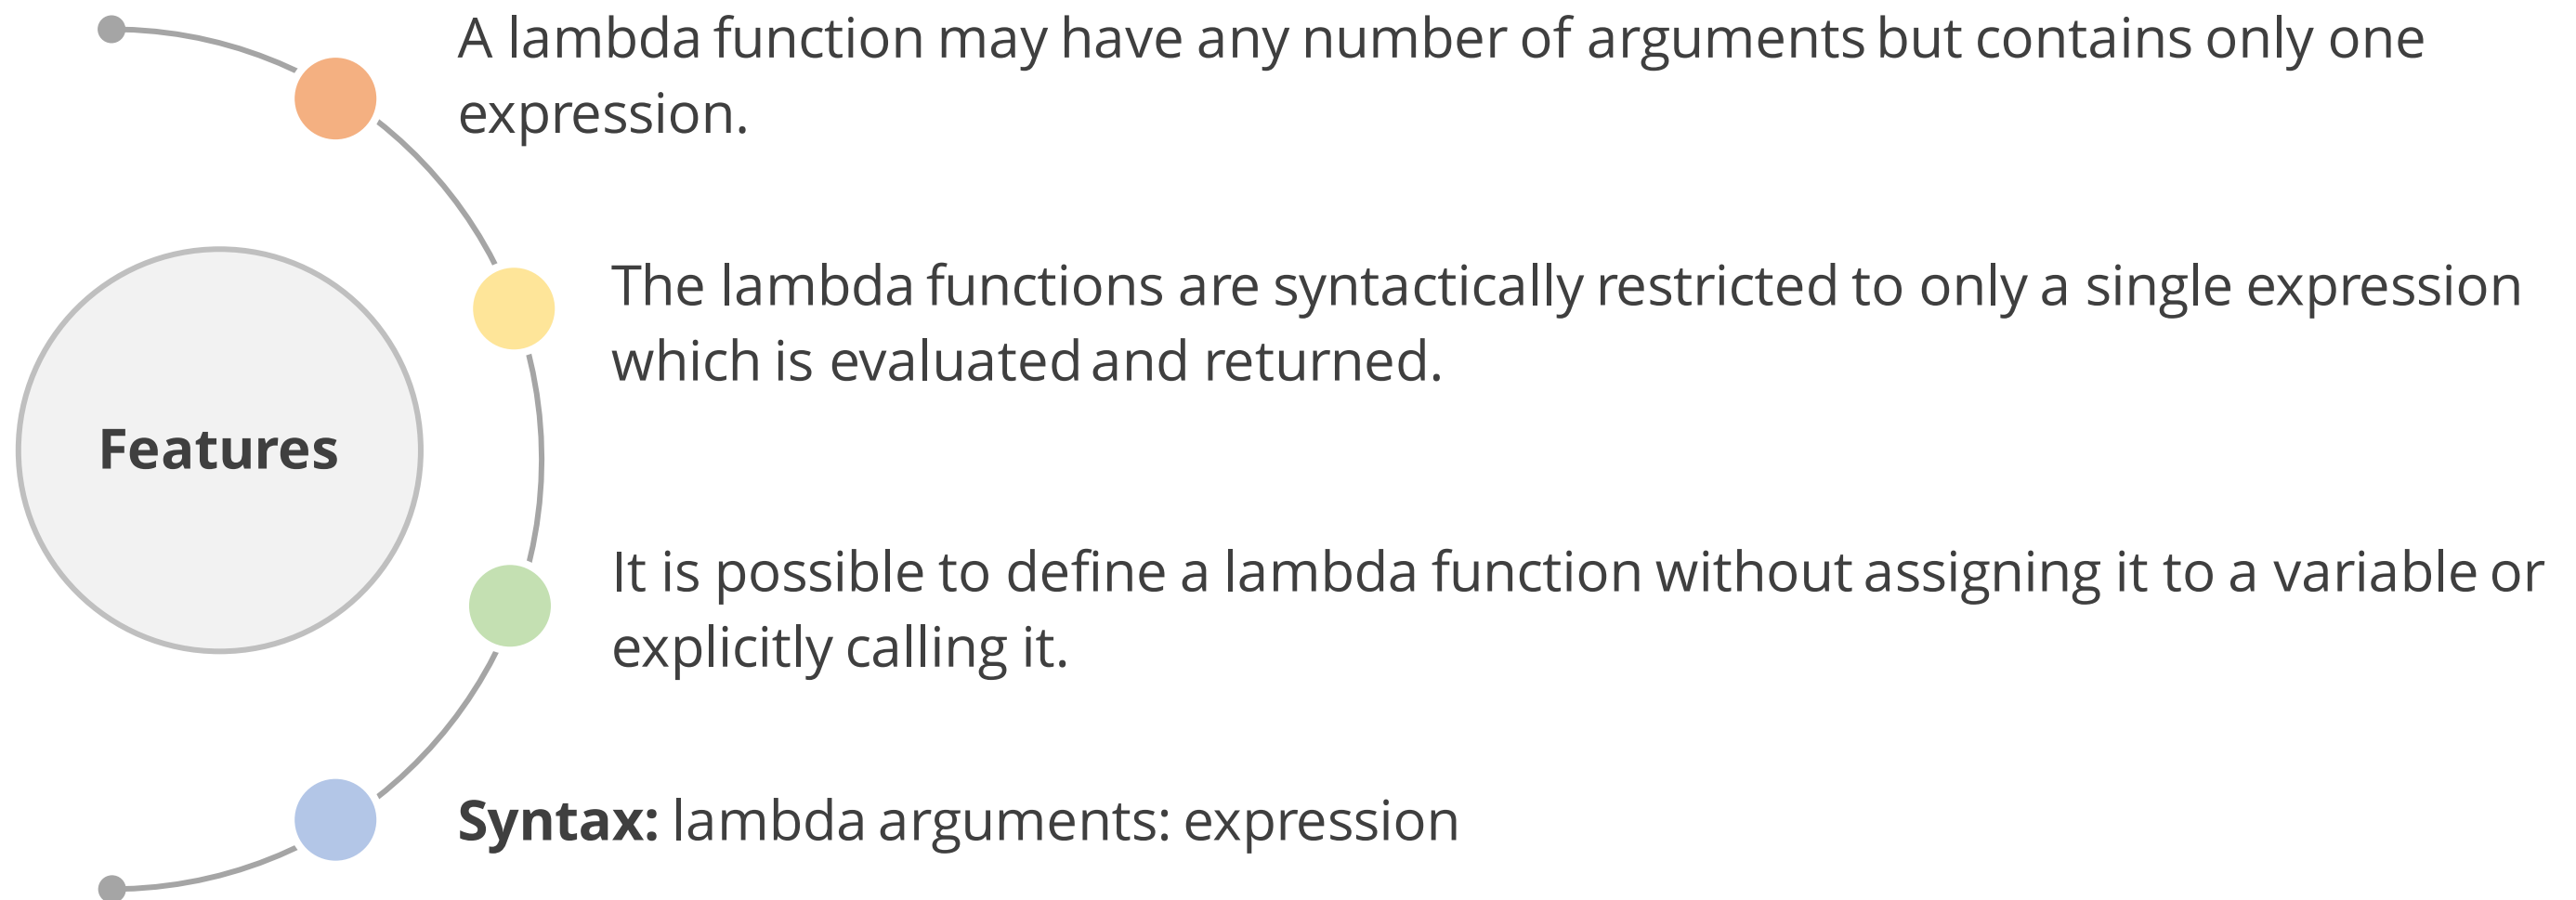 A lambda function may have any number of arguments but contains only one
expression.
The lambda functions are syntactically restricted to only a single expression
which is evaluated and returned.
Features
It is possible to define a lambda function without assigning it to a variable or
explicitly calling it.
Syntax: lambda arguments: expression